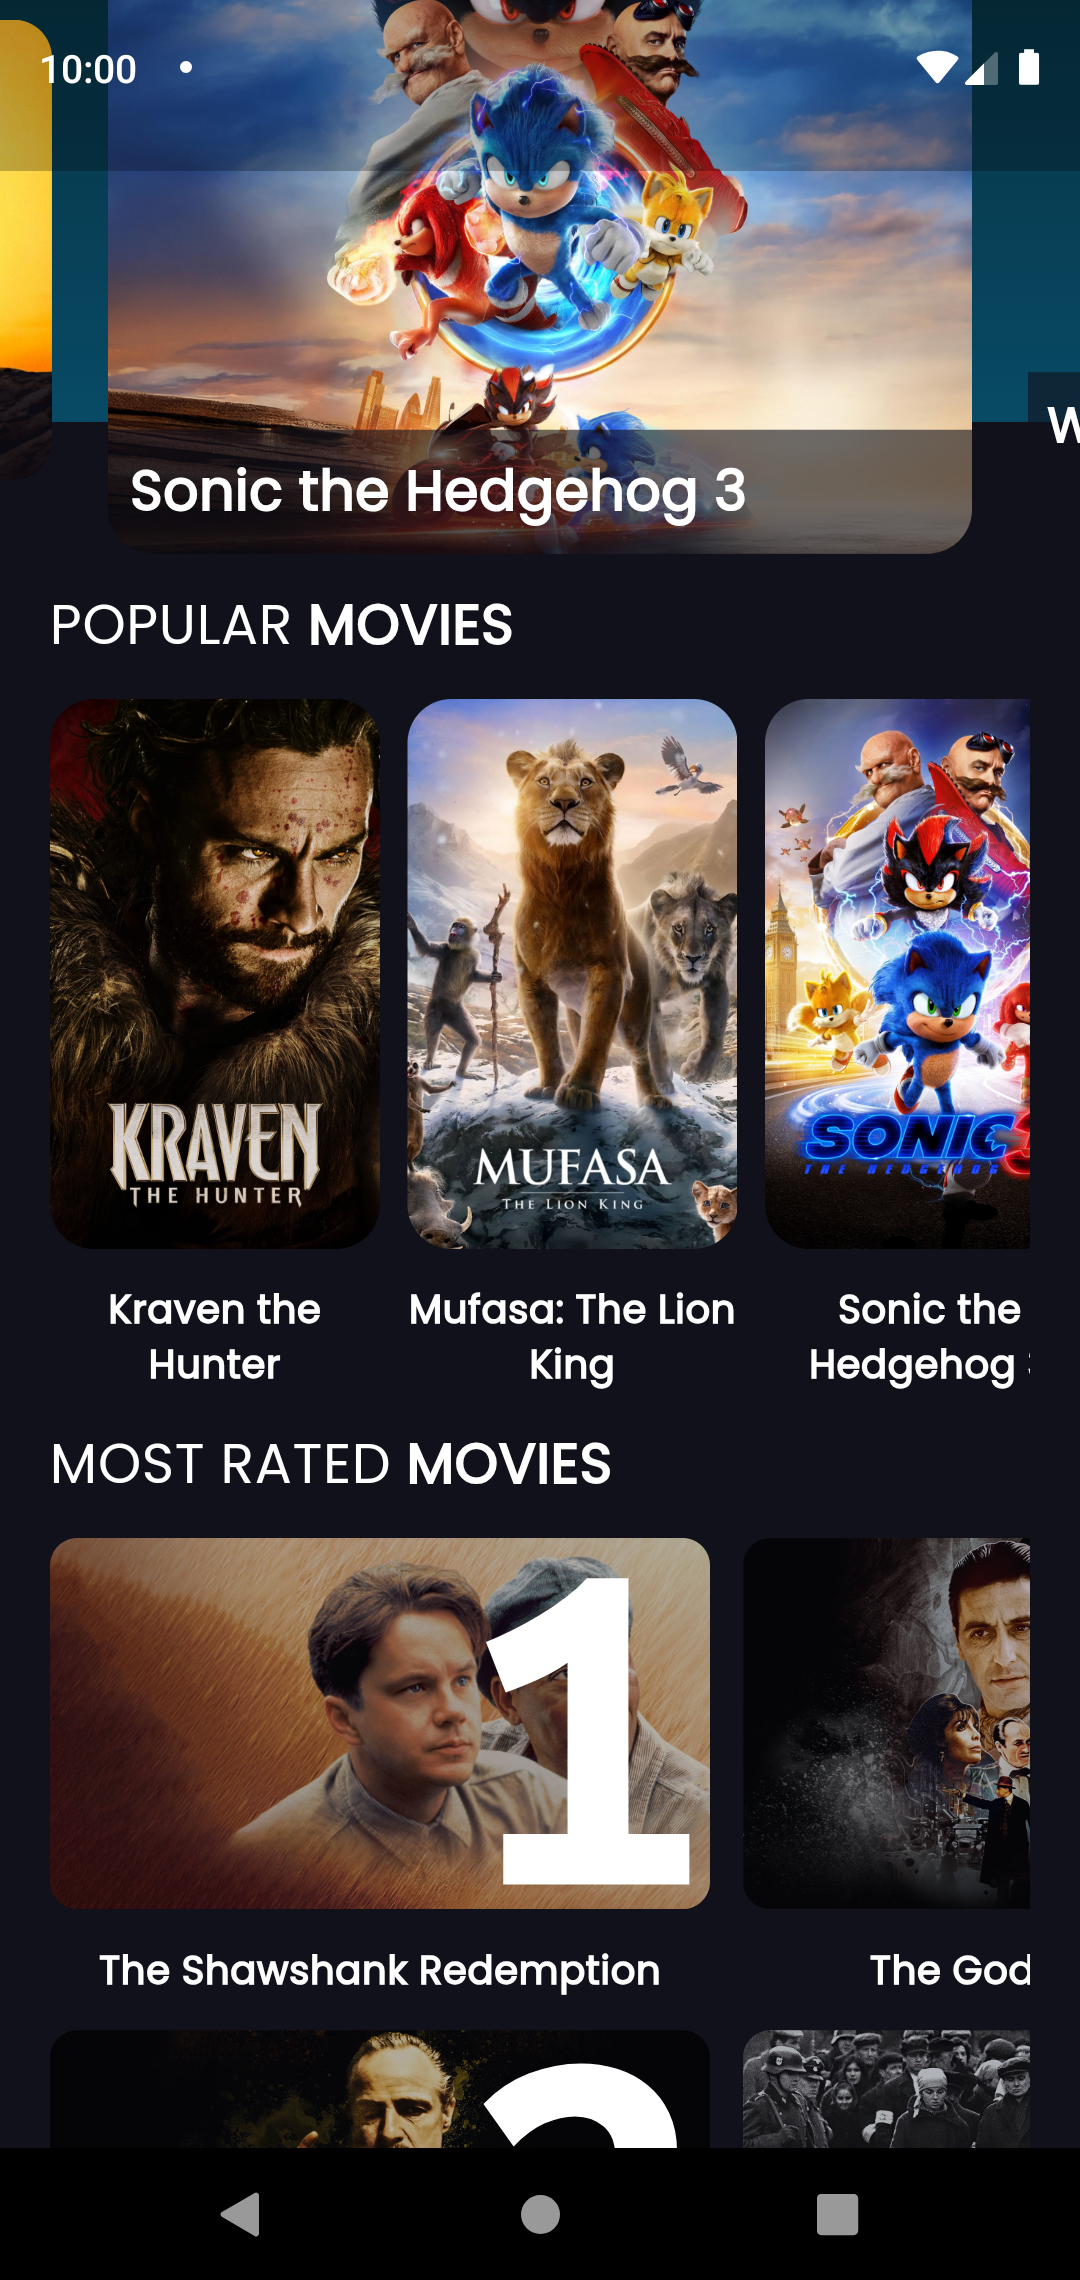 10:00
W
Sonic the Hedgehog 3
POPULAR MOVIES
KRAVEN
THE HUNTER
MUFASA
THE LION KING
SONIC
THE HEDGEHOG
Kraven the
Hunter
Mufasa: The Lion
King
Sonic the
Hedgehog
MOST RATED MOVIES
1
The Shawshank Redemption
The God